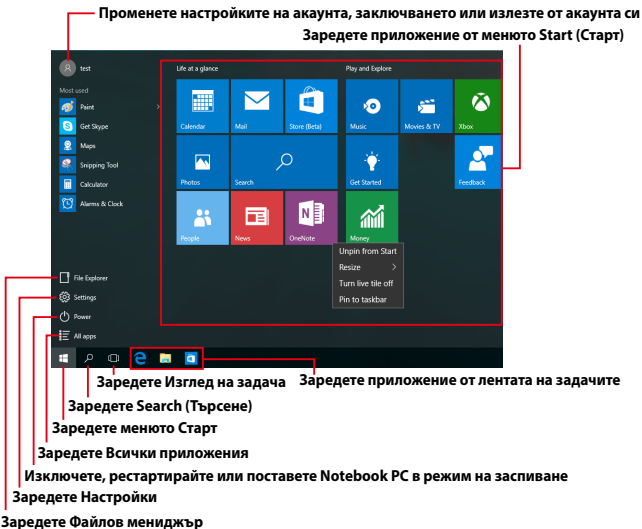 Променете настройките на акаунта, заключването или излезте от акаунта си
Заредете приложение от менюто Start (Старт)
test
Life at a glance
Play and Explore
Most used
Paint
Get Skype
Maps
Snipping Tool
Calculator
Alarms & Clock
Calendar
Mail
Store (Beta)
Music
Movies & TV
Xbox
Photos
Search
Get Started
Feedback
People
News
OneNote
Money
Unpin from Start
Resize
Turn live tile off
Pin to taskbar
File Explorer
Settings
Power
All apps
Заредете Изглед на задача
Заредете приложение от лентата на задачите
Заредете Search (Търсене)
Заредете менюто Старт
Заредете Всички приложения
Изключете, рестартирайте или поставете Notebook PC в режим на заспиване
Заредете Настройки
Заредете Файлов мениджър